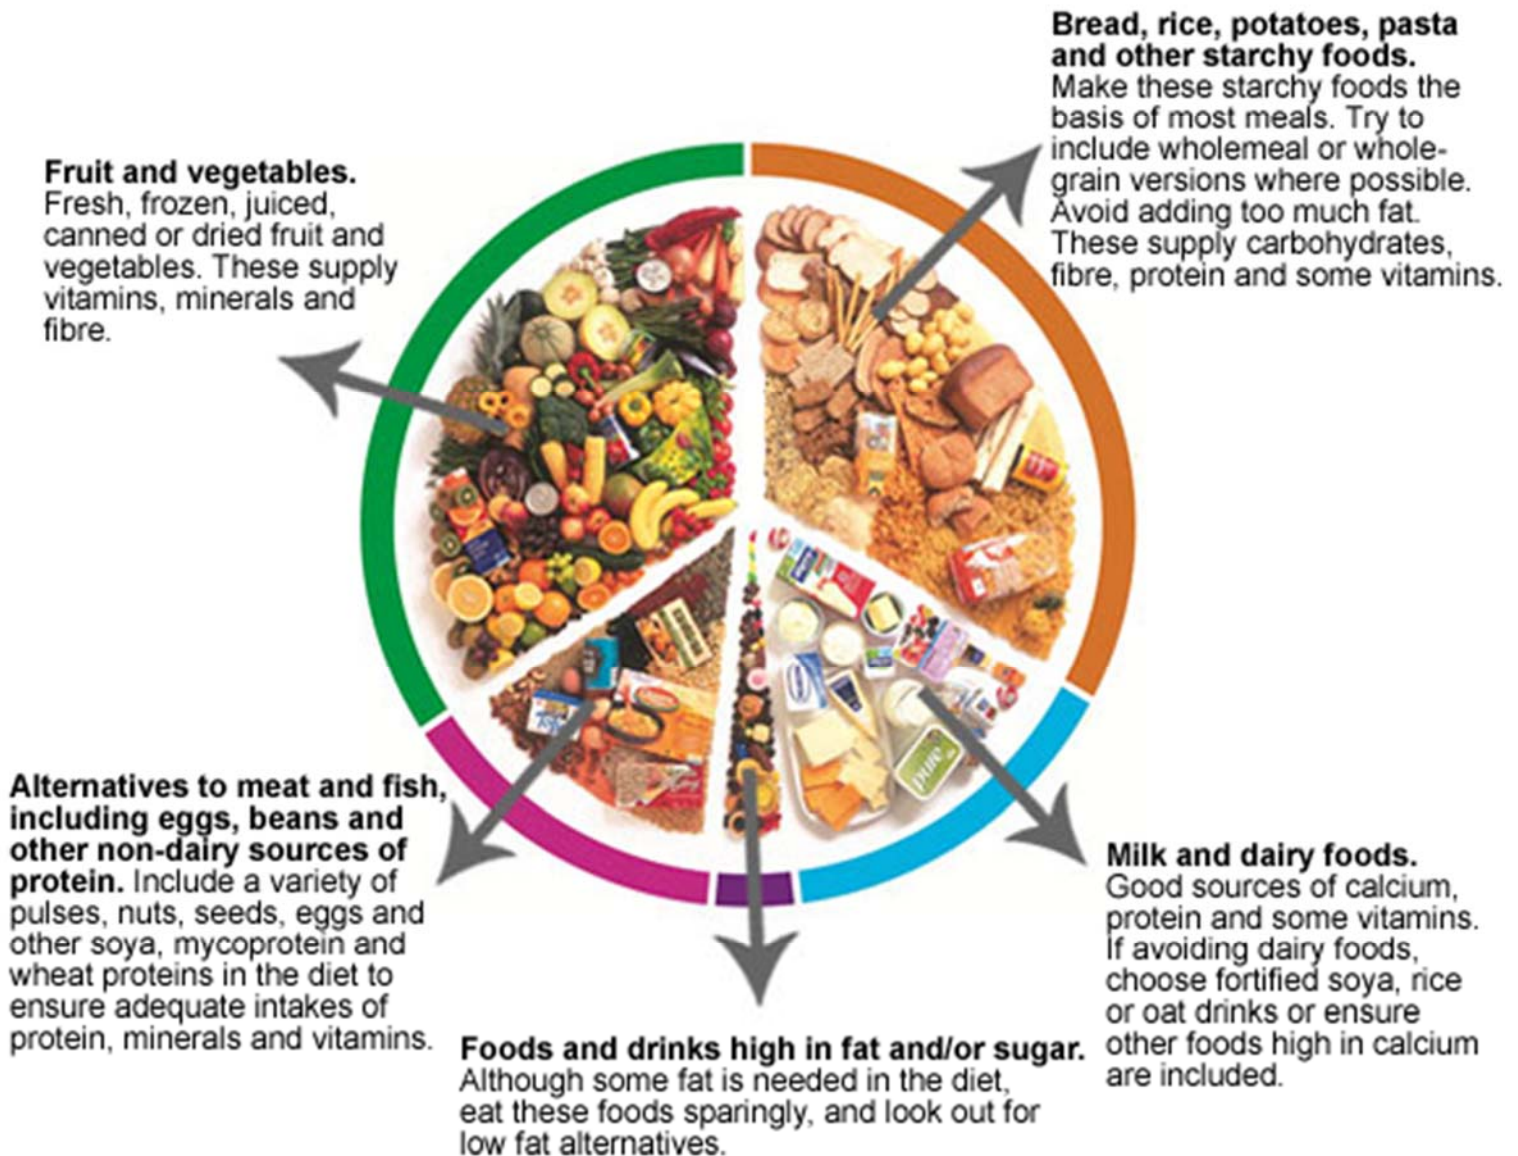 Bread, rice, potatoes, pasta
and other starchy foods.
Make these starchy foods the
basis of most meals. Try to
include wholemeal or whole-
grain versions where possible.
Avoid adding too much fat.
These supply carbohydrates,
fibre, protein and some vitamins.
Fruit and vegetables.
Fresh, frozen, juiced,
canned or dried fruit and
vegetables. These supply
vitamins, minerals and
fibre.
Alternatives to meat and fish,
including eggs, beans and
other non-dairy sources of
protein. Include a variety of
pulses, nuts, seeds, eggs and
other soya, mycoprotein and
wheat proteins in the diet to
ensure adequate intakes of
protein, minerals and vitamins.
Foods and drinks high in fat and/or sugar.
Although some fat is needed in the diet,
eat these foods sparingly, and look out for
low fat alternatives.
Milk and dairy foods.
Good sources of calcium,
protein and some vitamins.
If avoiding dairy foods,
choose fortified soya, rice
or oat drinks or ensure
other foods high in calcium
are included.